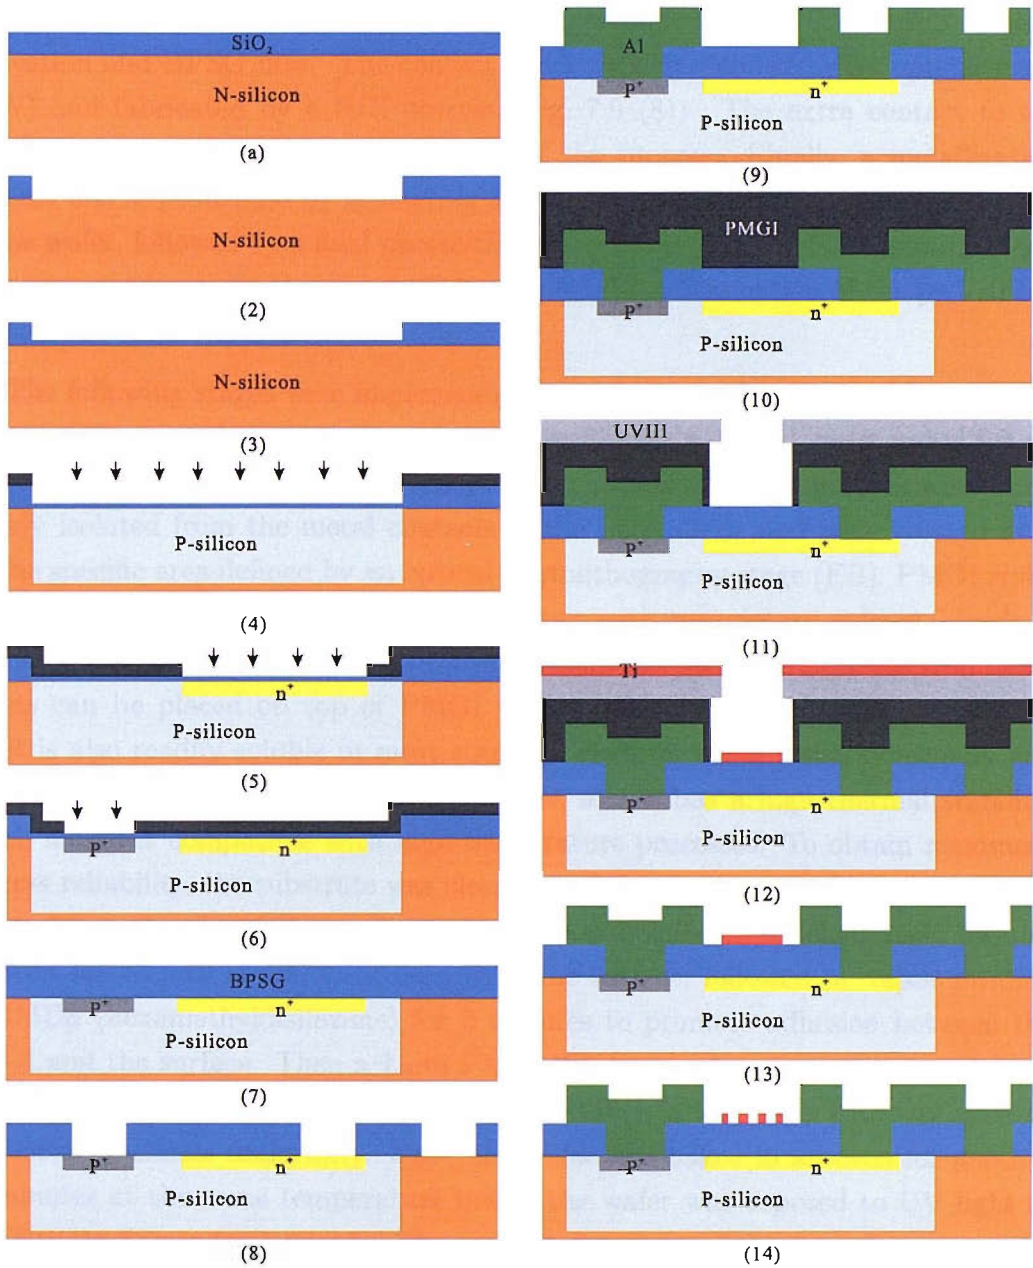 SiO₂
N-silicon
(a)
N-silicon
(2)
N-silicon
(3)
P-silicon
(4)
n⁺
P-silicon
(5)
P⁺
n⁺
P-silicon
(6)
BPSG
P⁺
n⁺
P-silicon
(7)
P⁺
n⁺
P-silicon
(8)
Al
P⁺
n⁺
P-silicon
(9)
PMGI
P⁺
n⁺
P-silicon
(10)
UVIII
P⁺
n⁺
P-silicon
(11)
Ti
P⁺
n⁺
P-silicon
(12)
P⁺
n⁺
P-silicon
(13)
P⁺
n⁺
P-silicon
(14)